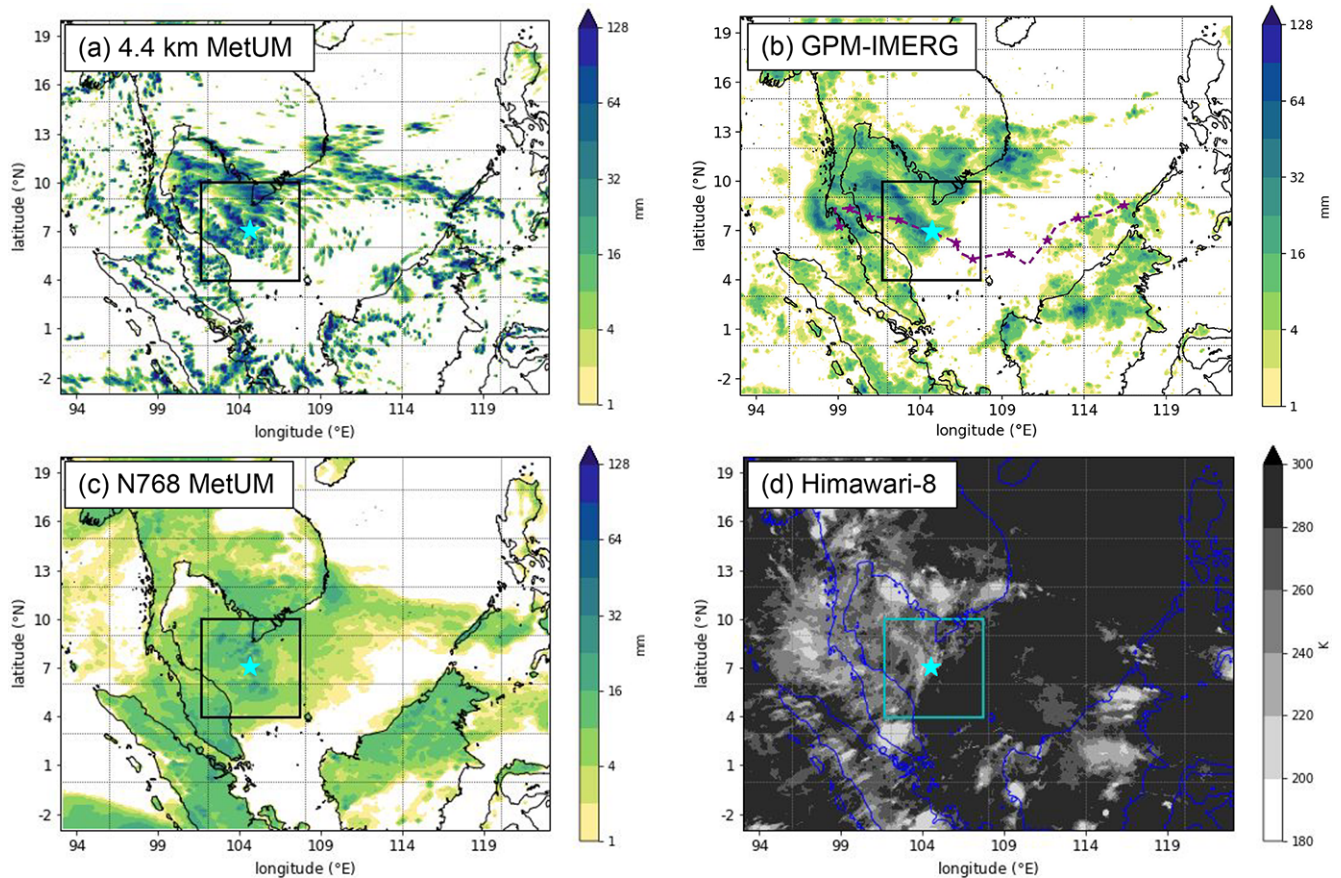 (a) 4.4 km MetUM
19
16
13
10
7
4
1
-2
latitude (°N)
94 99 104 109 114 119
longitude (°E)
128
64
32
16
4
1
mm
(b) GPM-IMERG
19
16
13
10
7
4
1
-2
latitude (°N)
94 99 104 109 114 119
longitude (°E)
128
64
32
16
4
1
mm
(c) N768 MetUM
19
16
13
10
7
4
1
-2
latitude (°N)
94 99 104 109 114 119
longitude (°E)
128
64
32
16
4
1
mm
(d) Himawari-8
19
16
13
10
7
4
1
-2
latitude (°N)
94 99 104 109 114 119
longitude (°E)
300
280
260
240
220
200
180
K